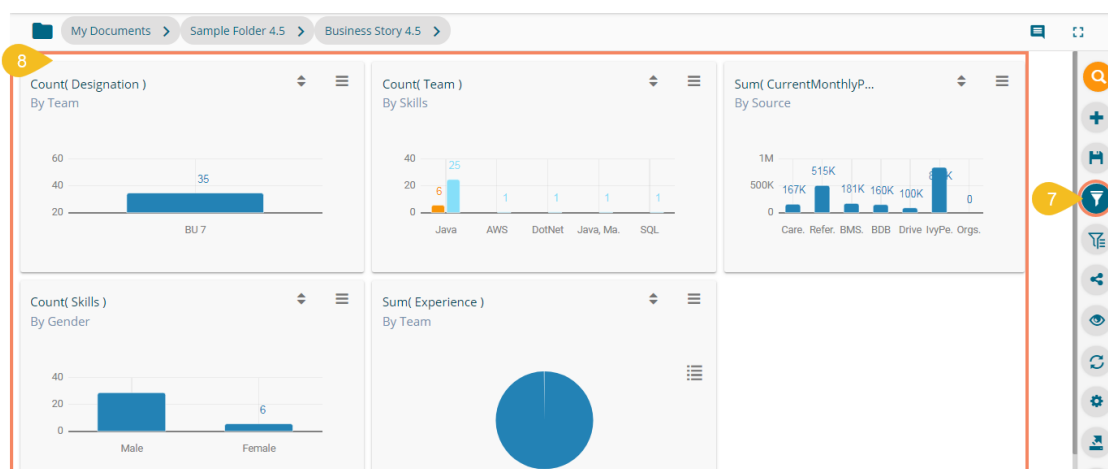 My Documents
Sample Folder 4.5
Business Story 4.5
8
Count( Designation )
By Team
60
40
20
35
BU 7
Count( Team )
By Skills
40
20
0
6
25
1
1
1
1
Java
AWS
DotNet
Java, Ma.
SQL
Sum( CurrentMonthlyP...
By Source
1M
500K
0
167K
515K
181K
160K
100K
0
Care.
Refer.
BMS.
BDB
Drive
IvyPe.
Orgs.
7
Count( Skills )
By Gender
40
20
0
6
Male
Female
Sum( Experience )
By Team